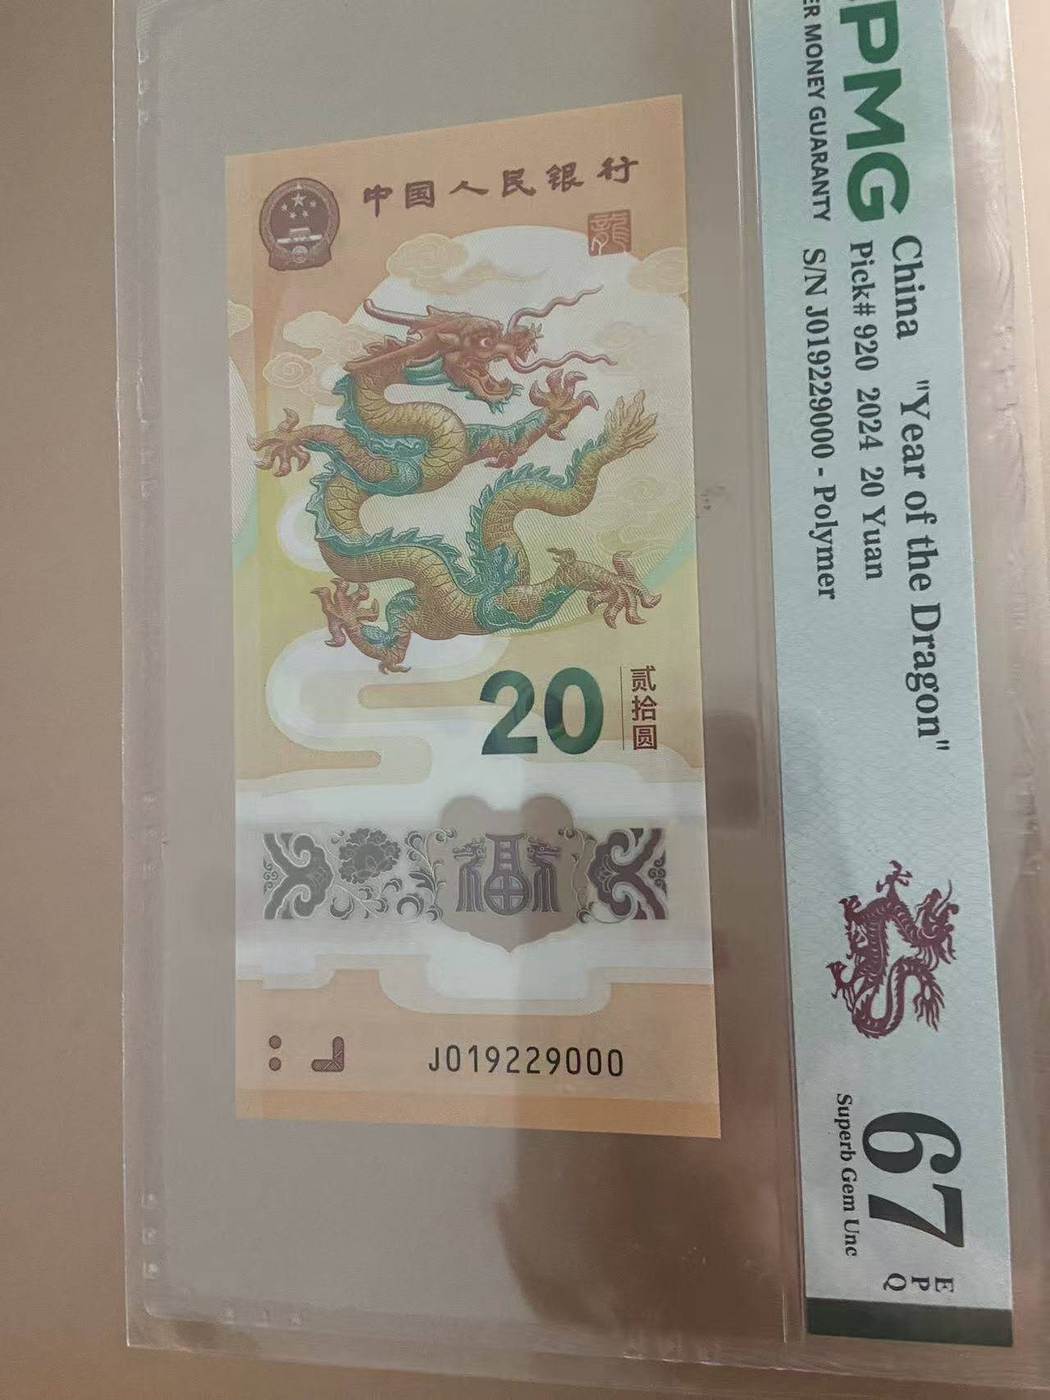 中国人民银行
龍
20
贰拾圆
福
J019229000
PMG
ER MONEY GUARANTY
China "Year of the Dragon"
Pick# 920 2024 20 Yuan
S/N J019229000 - Polymer
67
EPQ
Superb Gem Unc